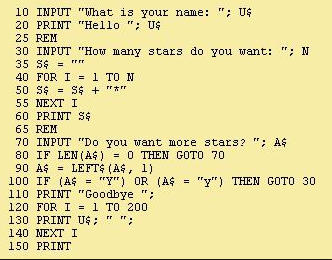 10 INPUT "What is your name: "; U$
20 PRINT "Hello "; U$
25 REM
30 INPUT "How many stars do you want: "; N
35 S$ = ""
40 FOR I = 1 TO N
50 S$ = S$ + "*"
55 NEXT I
60 PRINT S$
65 REM
70 INPUT "Do you want more stars? "; A$
80 IF LEN(A$) = 0 THEN GOTO 70
90 A$ = LEFT$(A$, 1)
100 IF (A$ = "Y") OR (A$ = "y") THEN GOTO 30
110 PRINT "Goodbye ";
120 FOR I = 1 TO 200
130 PRINT U$; " ";
140 NEXT I
150 PRINT